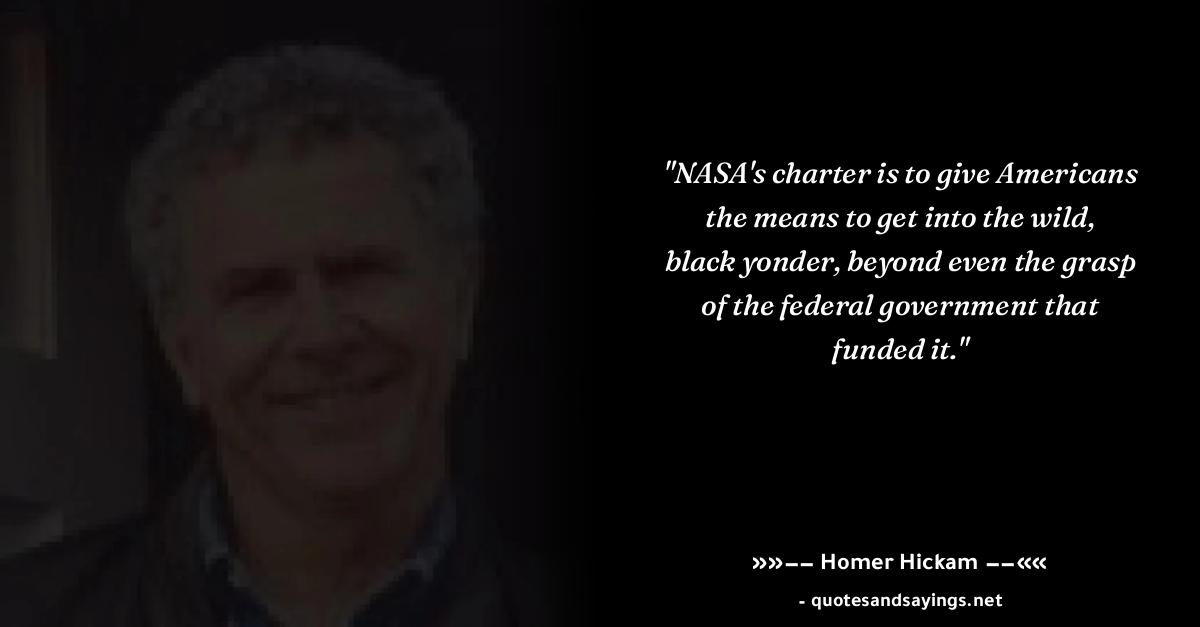 "NASA's charter is to give Americans
the means to get into the wild,
black yonder, beyond even the grasp
of the federal government that
funded it."
»»−− Homer Hickam −−««
- quotesandsayings.net